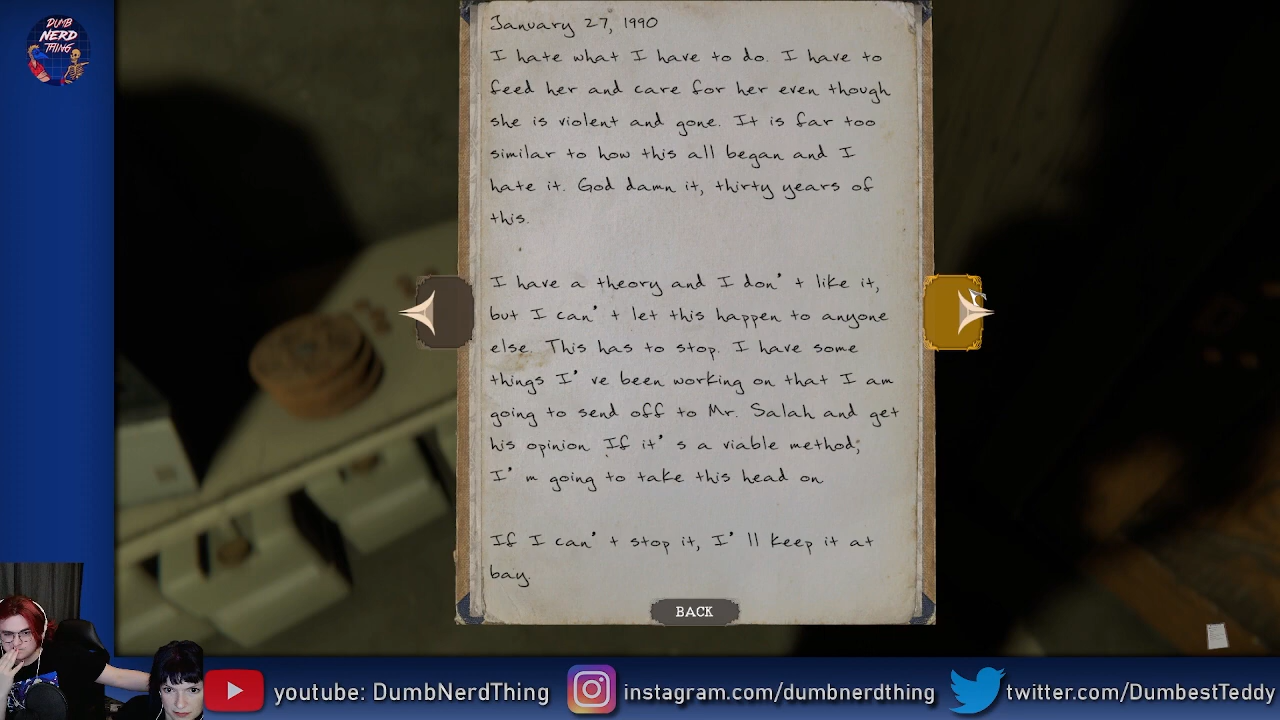 DUMB
NERD
THING
January 27, 1990
I hate what I have to do. I have to
feed her and care for her even though
she is violent and gone. It is far too
similar to how this all began and I
hate it. God damn it, thirty years of
this.
I have a theory and I don't like it,
but I can't let this happen to anyone
else. This has to stop. I have some
things I've been working on that I am
going to send off to Mr. Salah and get
his opinion If it's a viable method,
I'm going to take this head on
If I can't stop it, I'll keep it at
bay.
BACK
youtube: DumbNerdThing
instagram.com/dumbnerdthing
twitter.com/DumbestTeddy